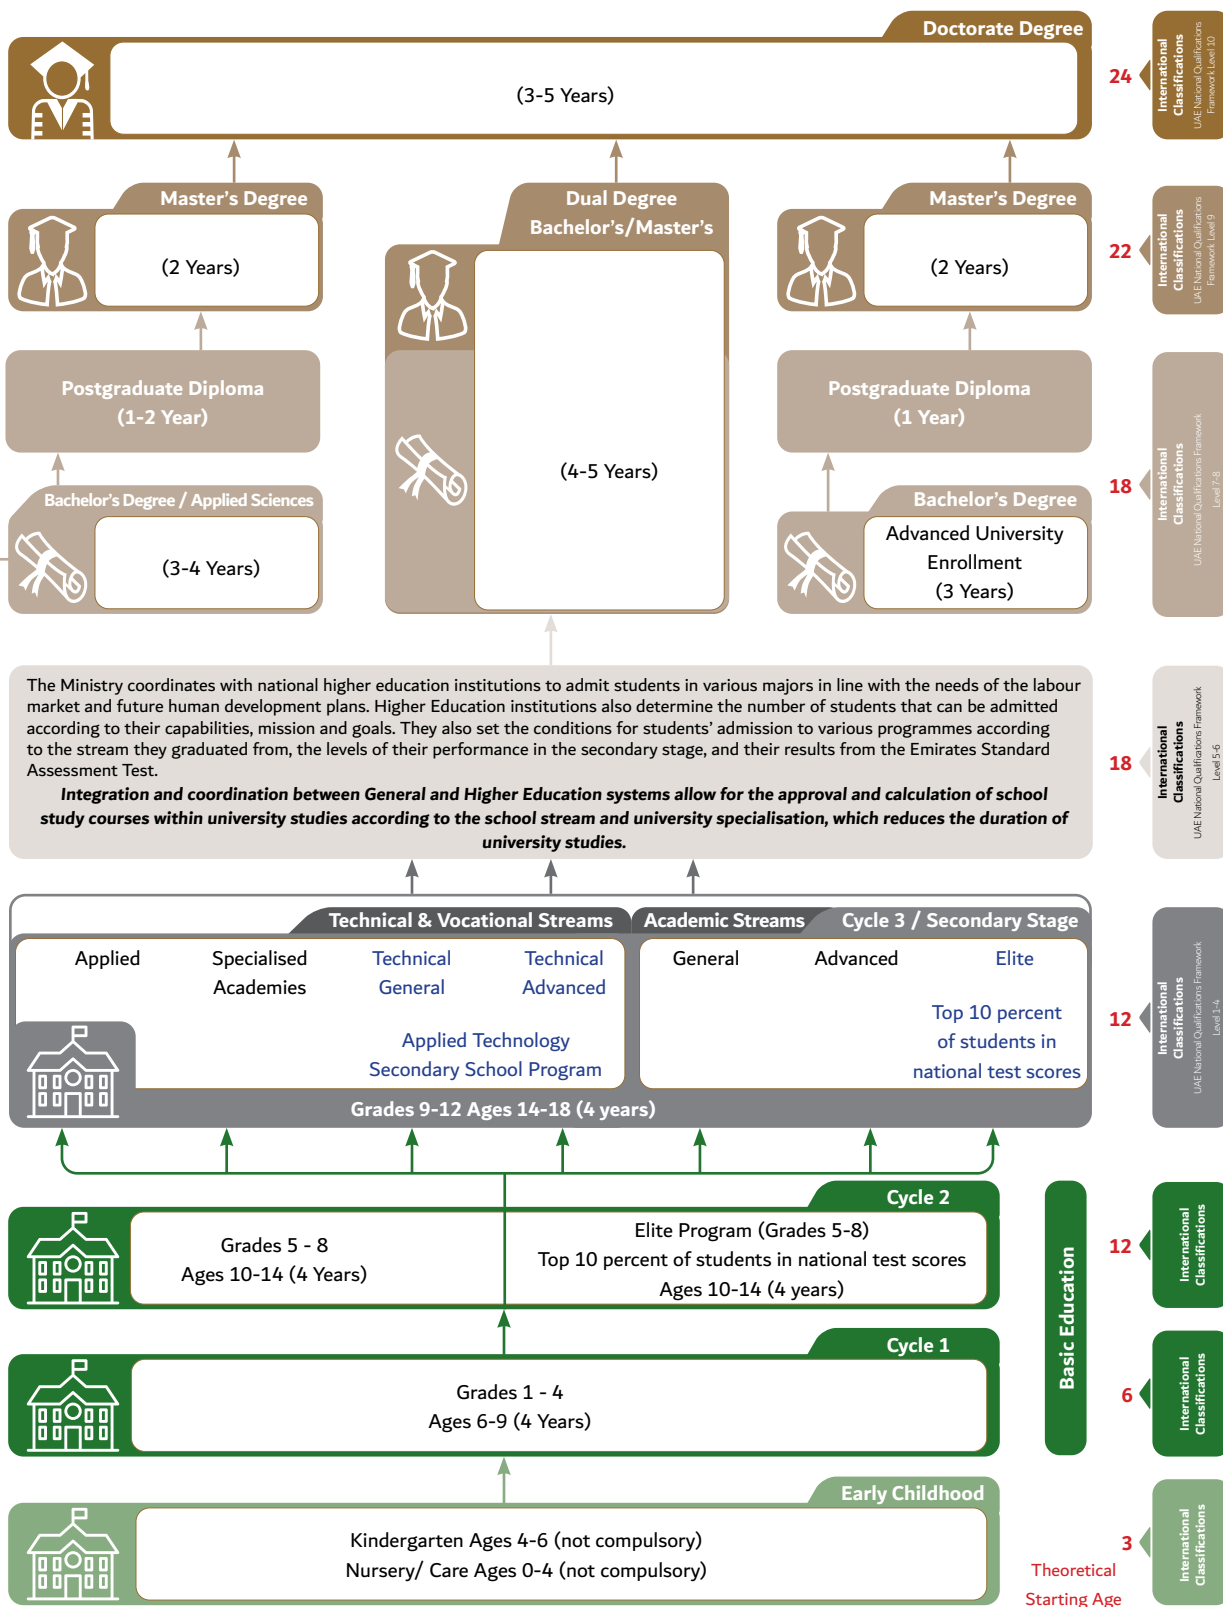 Doctorate Degree
(3-5 Years)
24
International
Classifications
UAE National Qualifications
Framework Level 10
Master's Degree
(2 Years)
Dual Degree
Bachelor's/Master's
(4-5 Years)
Master's Degree
(2 Years)
22
International
Classifications
UAE National Qualifications
Framework Level 9
Postgraduate Diploma
(1-2 Year)
Postgraduate Diploma
(1 Year)
Bachelor's Degree / Applied Sciences
(3-4 Years)
Bachelor's Degree
Advanced University
Enrollment
(3 Years)
18
International
Classifications
UAE National Qualifications Framework
Level 7-8
The Ministry coordinates with national higher education institutions to admit students in various majors in line with the needs of the labour
market and future human development plans. Higher Education institutions also determine the number of students that can be admitted
according to their capabilities, mission and goals. They also set the conditions for students' admission to various programmes according
to the stream they graduated from, the levels of their performance in the secondary stage, and their results from the Emirates Standard
Assessment Test.
Integration and coordination between General and Higher Education systems allow for the approval and calculation of school
study courses within university studies according to the school stream and university specialisation, which reduces the duration of
university studies.
18
International
Classifications
UAE National Qualifications Framework
Level 5-6
Technical & Vocational Streams
Academic Streams
Cycle 3 / Secondary Stage
Applied
Specialised
Academies
Technical
General
Technical
Advanced
Applied Technology
Secondary School Program
General
Advanced
Elite
Top 10 percent
of students in
national test scores
Grades 9-12 Ages 14-18 (4 years)
12
International
Classifications
UAE National Qualifications Framework
Level 1-4
Cycle 2
Grades 5 - 8
Ages 10-14 (4 Years)
Elite Program (Grades 5-8)
Top 10 percent of students in national test scores
Ages 10-14 (4 years)
12
International
Classifications
Basic Education
Cycle 1
Grades 1 - 4
Ages 6-9 (4 Years)
6
International
Classifications
Early Childhood
Kindergarten Ages 4-6 (not compulsory)
Nursery/ Care Ages 0-4 (not compulsory)
3
Theoretical
Starting Age
International
Classifications